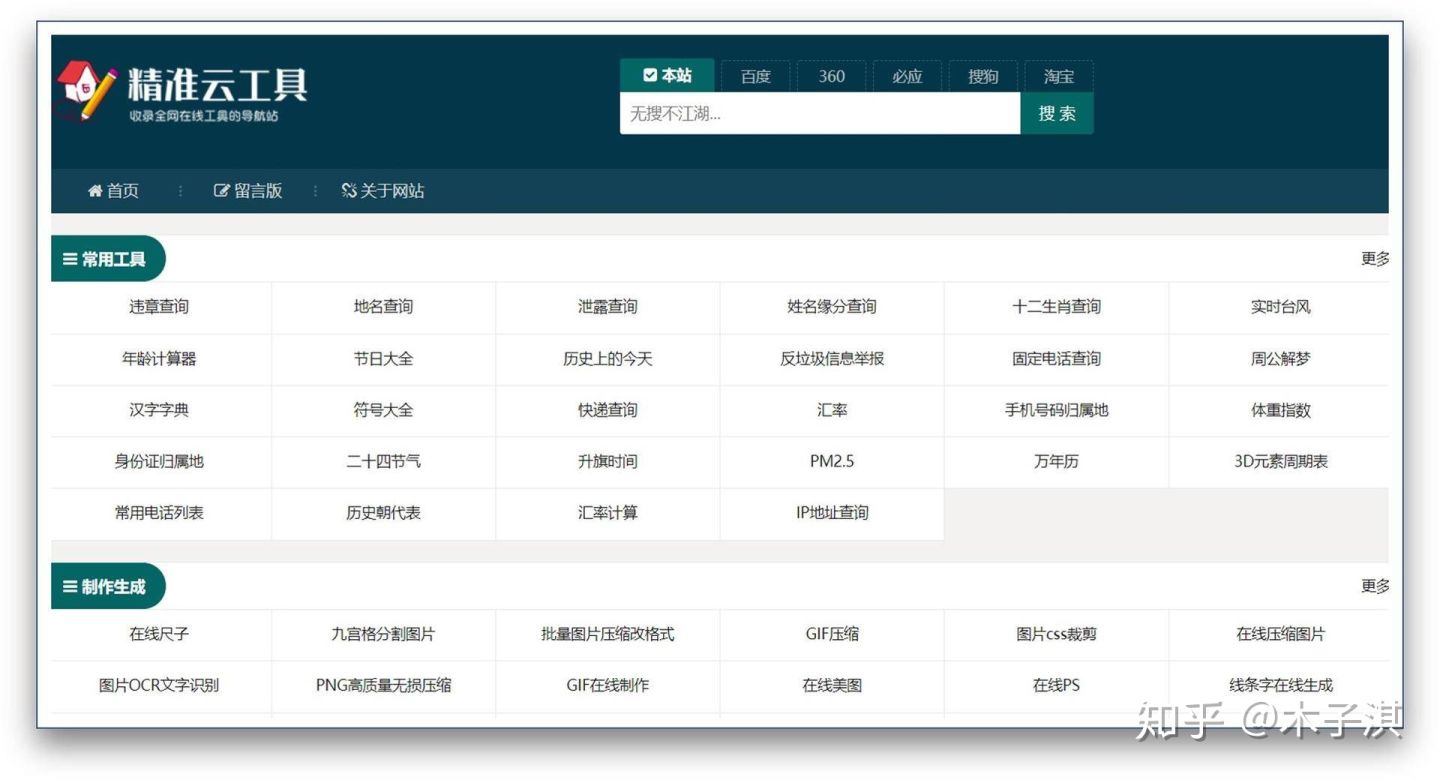 精准云工具
收录全网在线工具的导航站
本站 百度 360 必应 搜狗 淘宝
无搜不江湖... 搜 索
首页 留言版 关于网站
常用工具 更多
违章查询 地名查询 泄露查询 姓名缘分查询 十二生肖查询 实时台风
年龄计算器 节日大全 历史上的今天 反垃圾信息举报 固定电话查询 周公解梦
汉字字典 符号大全 快递查询 汇率 手机号码归属地 体重指数
身份证归属地 二十四节气 升旗时间 PM2.5 万年历 3D元素周期表
常用电话列表 历史朝代表 汇率计算 IP地址查询
制作生成 更多
在线尺子 九宫格分割图片 批量图片压缩改格式 GIF压缩 图片css裁剪 在线压缩图片
图片OCR文字识别 PNG高质量无损压缩 GIF在线制作 在线美图 在线PS 线条字在线生成
知乎 @木子淇